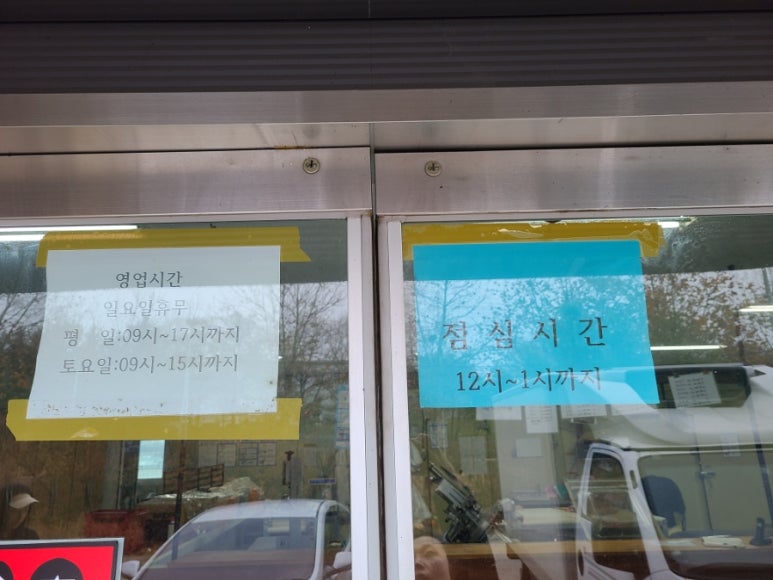 영업시간
일요일휴무
평 일:09시~17시까지
토요일:09시~15시까지
점 심 시 간
12시~1시까지